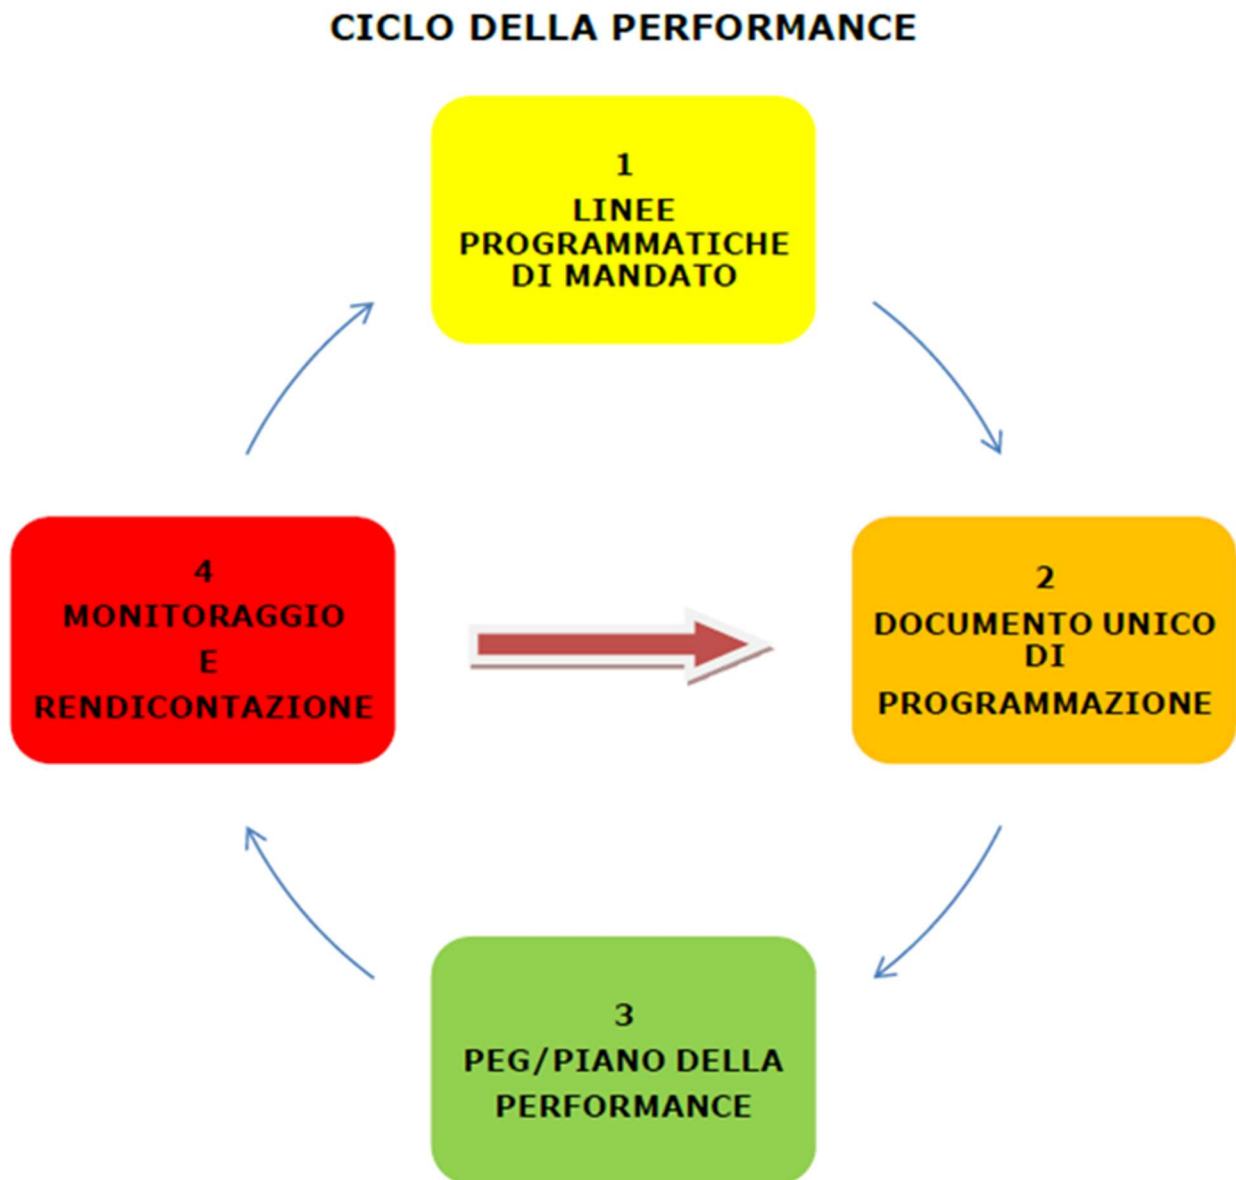 CICLO DELLA PERFORMANCE
1
LINEE
PROGRAMMATICHE
DI MANDATO
2
DOCUMENTO UNICO
DI
PROGRAMMAZIONE
3
PEG/PIANO DELLA
PERFORMANCE
4
MONITORAGGIO
E
RENDICONTAZIONE